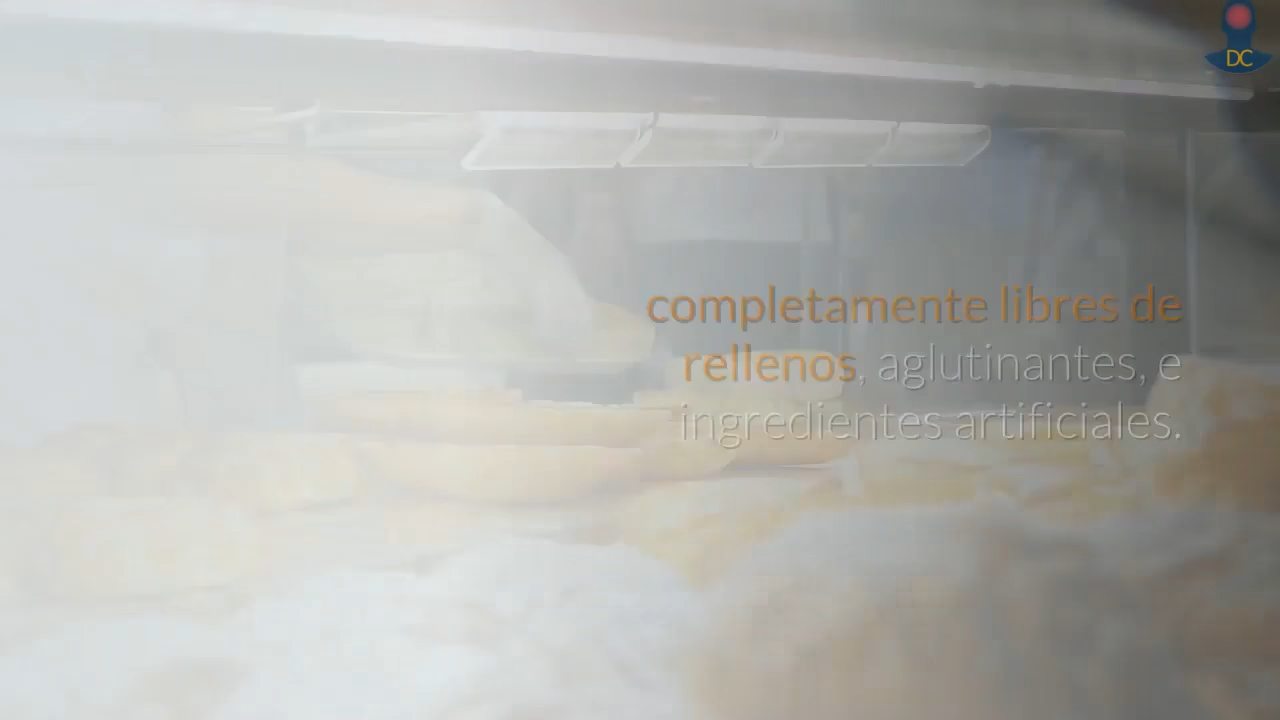 DC
completamente libres de
rellenos, aglutinantes, e
ingredientes artificiales.